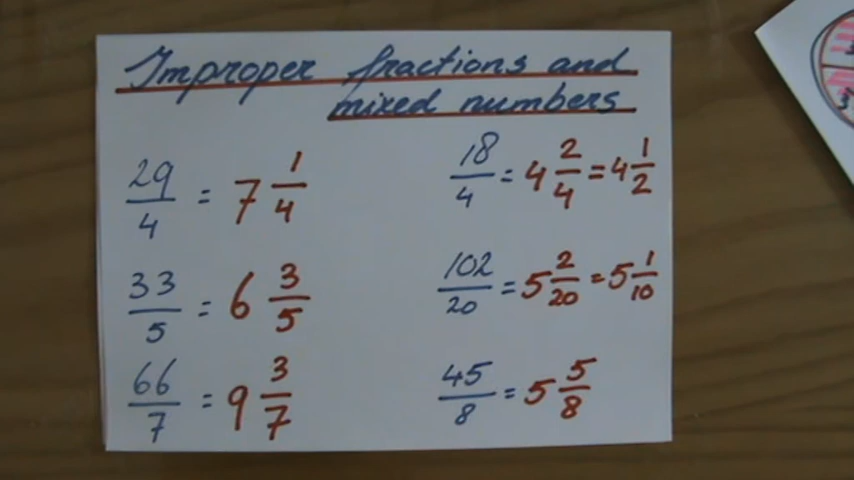 Improper fractions and
mixed numbers
29/4 = 7 1/4
33/5 = 6 3/5
66/7 = 9 3/7
18/4 = 4 2/4 = 4 1/2
102/20 = 5 2/20 = 5 1/10
45/8 = 5 5/8